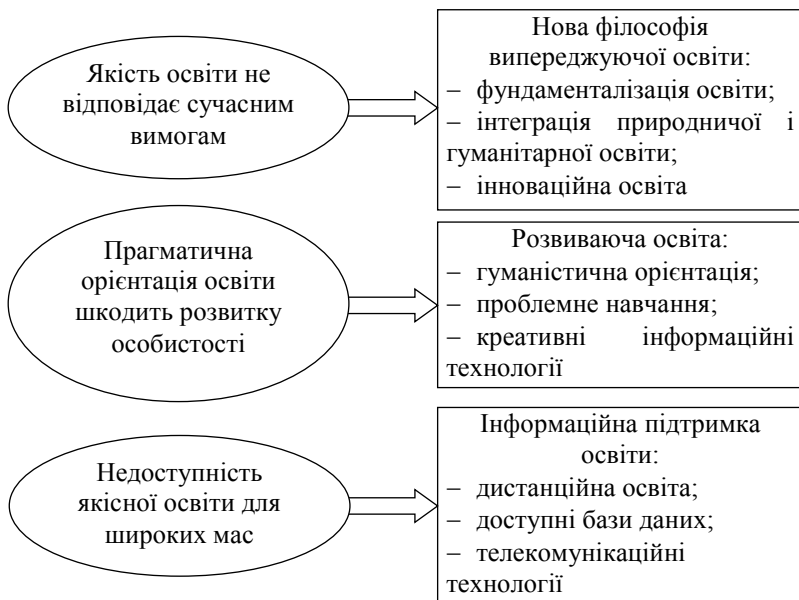 Якість освіти не
відповідає сучасним
вимогам
Нова філософія
випереджуючої освіти:
– фундаменталізація освіти;
– інтеграція природничої і
гуманітарної освіти;
– інноваційна освіта
Прагматична
орієнтація освіти
шкодить розвитку
особистості
Розвиваюча освіта:
– гуманістична орієнтація;
– проблемне навчання;
– креативні інформаційні
технології
Недоступність
якісної освіти для
широких мас
Інформаційна підтримка
освіти:
– дистанційна освіта;
– доступні бази даних;
– телекомунікаційні
технології